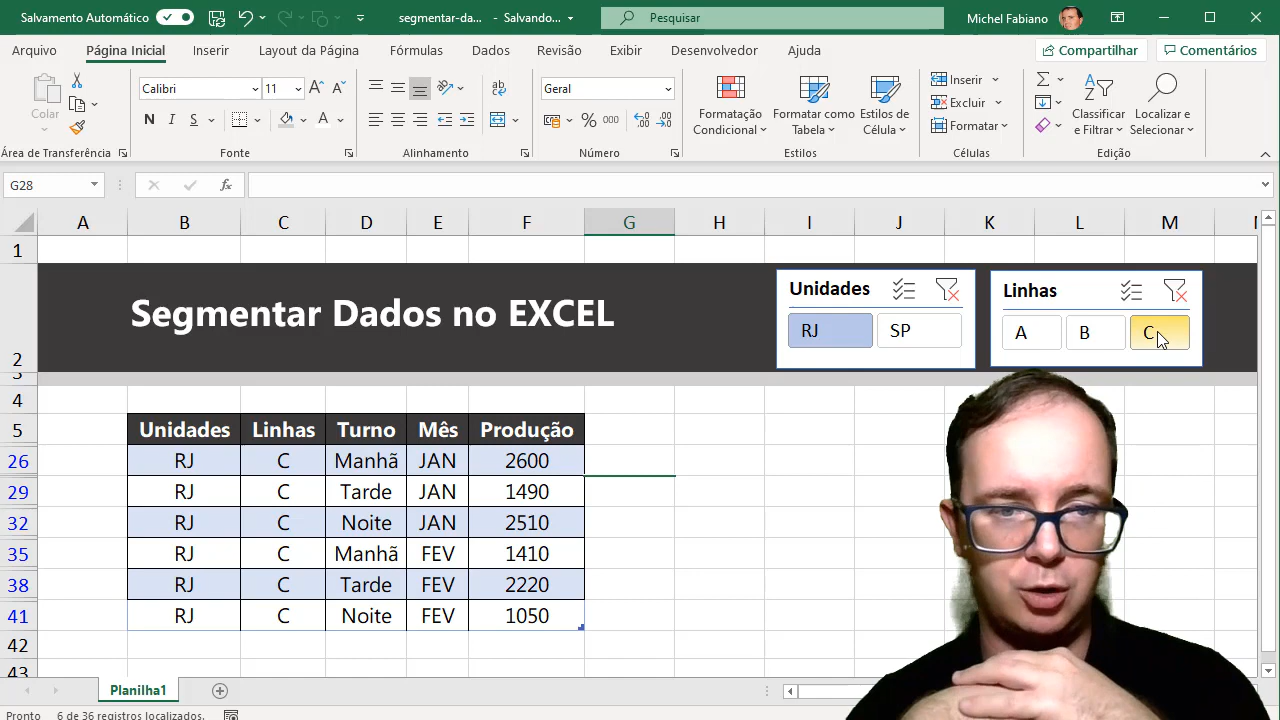 Salvamento Automático
segmentar-da... - Salvando...
Pesquisar
Michel Fabiano
Arquivo Página Inicial Inserir Layout da Página Fórmulas Dados Revisão Exibir Desenvolvedor Ajuda
Compartilhar Comentários
Colar
Calibri 11
N I S
ab
Geral
% 000
Formatação Condicional
Formatar como Tabela
Estilos de Célula
Inserir
Excluir
Formatar
Classificar e Filtrar
Localizar e Selecionar
Área de Transferência Fonte Alinhamento Número Estilos Células Edição
G28 fx
A B C D E F G H I J K L M
1
2 Segmentar Dados no EXCEL
Unidades
RJ SP
Linhas
A B C
3
4
5 Unidades Linhas Turno Mês Produção
26 RJ C Manhã JAN 2600
29 RJ C Tarde JAN 1490
32 RJ C Noite JAN 2510
35 RJ C Manhã FEV 1410
38 RJ C Tarde FEV 2220
41 RJ C Noite FEV 1050
42
43
Planilha1
Pronto 6 de 36 registros localizados.